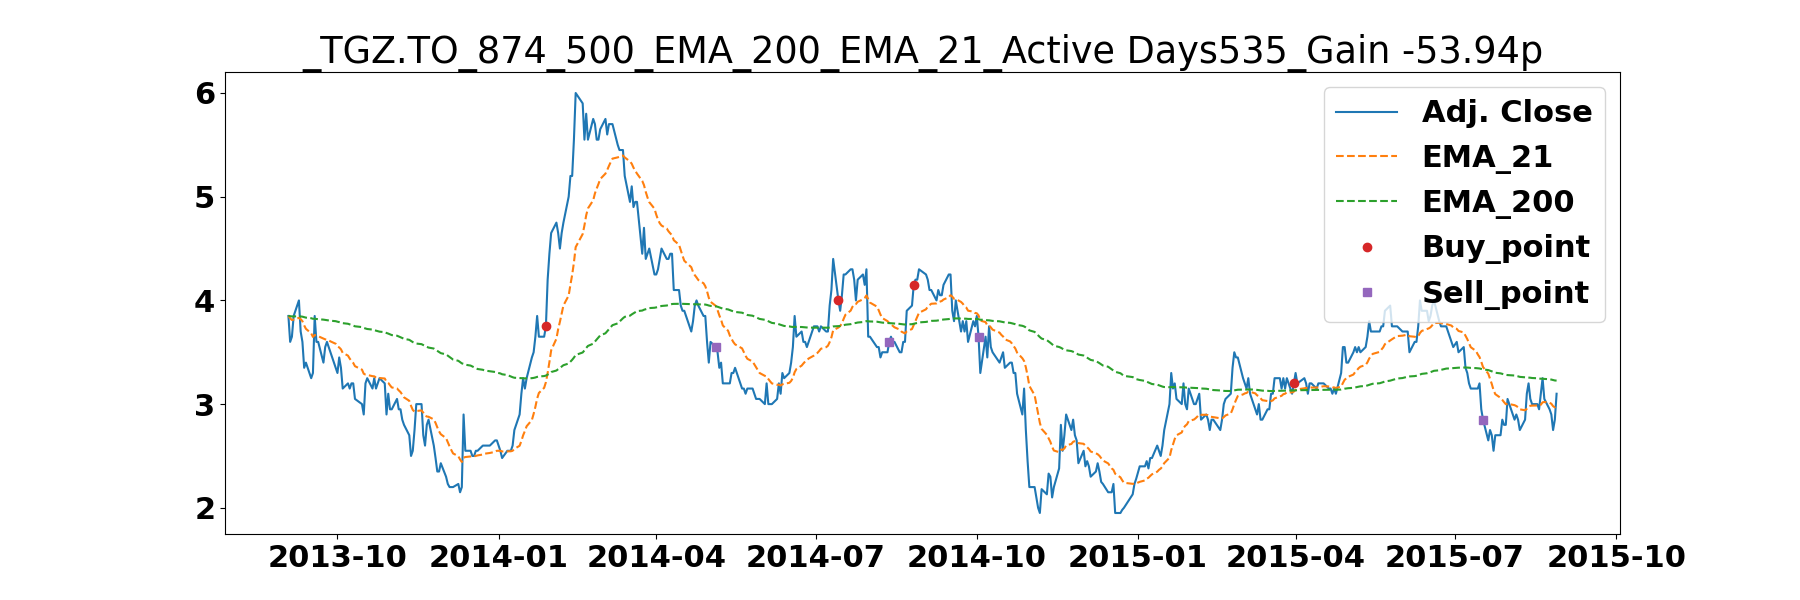 _TGZ.TO_874_500_EMA_200_EMA_21_Active Days535_Gain -53.94p
6
5
4
3
2
Adj. Close
EMA_21
EMA_200
Buy_point
Sell_point
2013-10 2014-01 2014-04 2014-07 2014-10 2015-01 2015-04 2015-07 2015-10